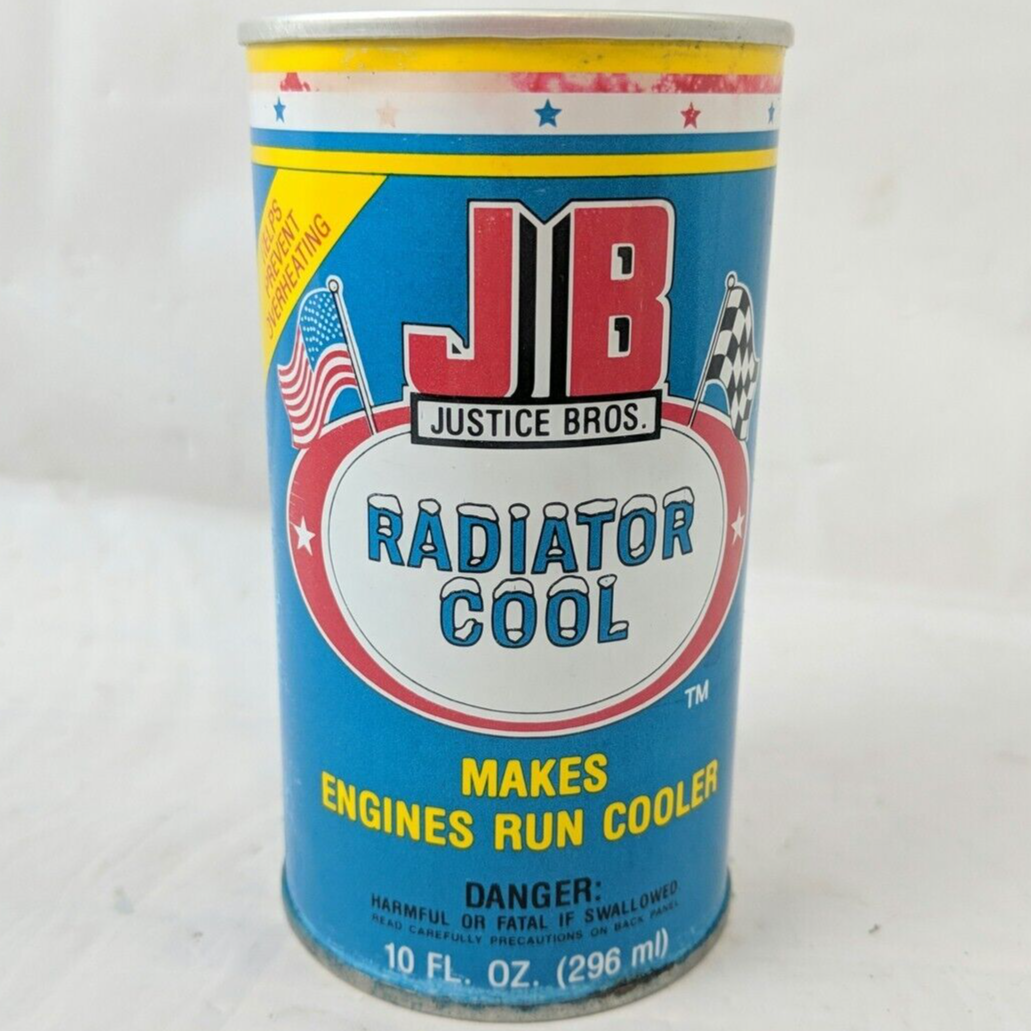 HELPS
PREVENT
OVERHEATING
JB
JUSTICE BROS.
RADIATOR
COOL
TM
MAKES
ENGINES RUN COOLER
DANGER:
HARMFUL OR FATAL IF SWALLOWED
READ CAREFULLY PRECAUTIONS ON BACK PANEL
10 FL. OZ. (296 ml)